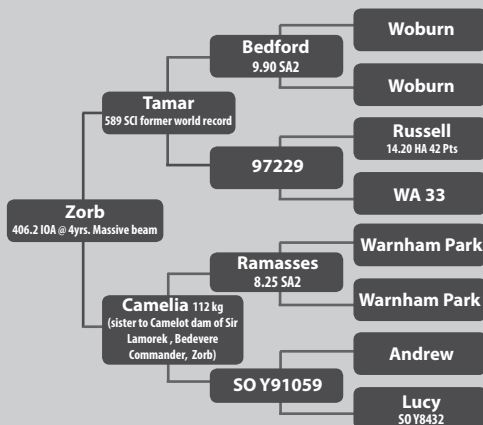 Woburn
Bedford
9.90 SA2
Woburn
Tamar
589 SCI former world record
Russell
14.20 HA 42 Pts
97229
WA 33
Zorb
406.2 IOA @ 4yrs. Massive beam
Warnham Park
Ramasses
8.25 SA2
Warnham Park
Camelia 112 kg
(sister to Camelot dam of Sir
Lamorek , Bedevere
Commander, Zorb)
Andrew
SO Y91059
Lucy
SO Y8432